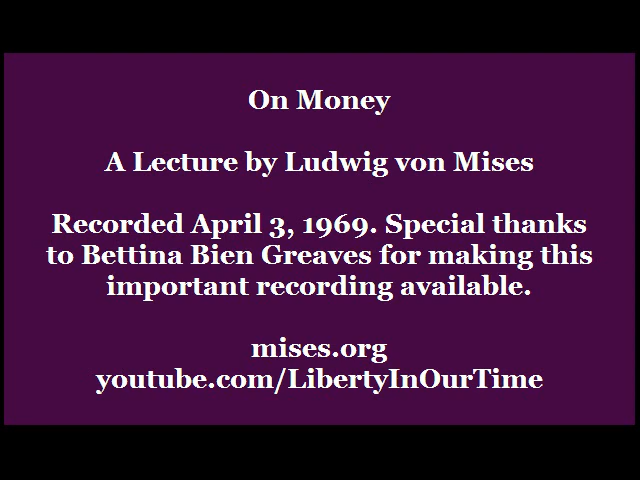 On Money
A Lecture by Ludwig von Mises
Recorded April 3, 1969. Special thanks
to Bettina Bien Greaves for making this
important recording available.
mises.org
youtube.com/LibertyInOurTime